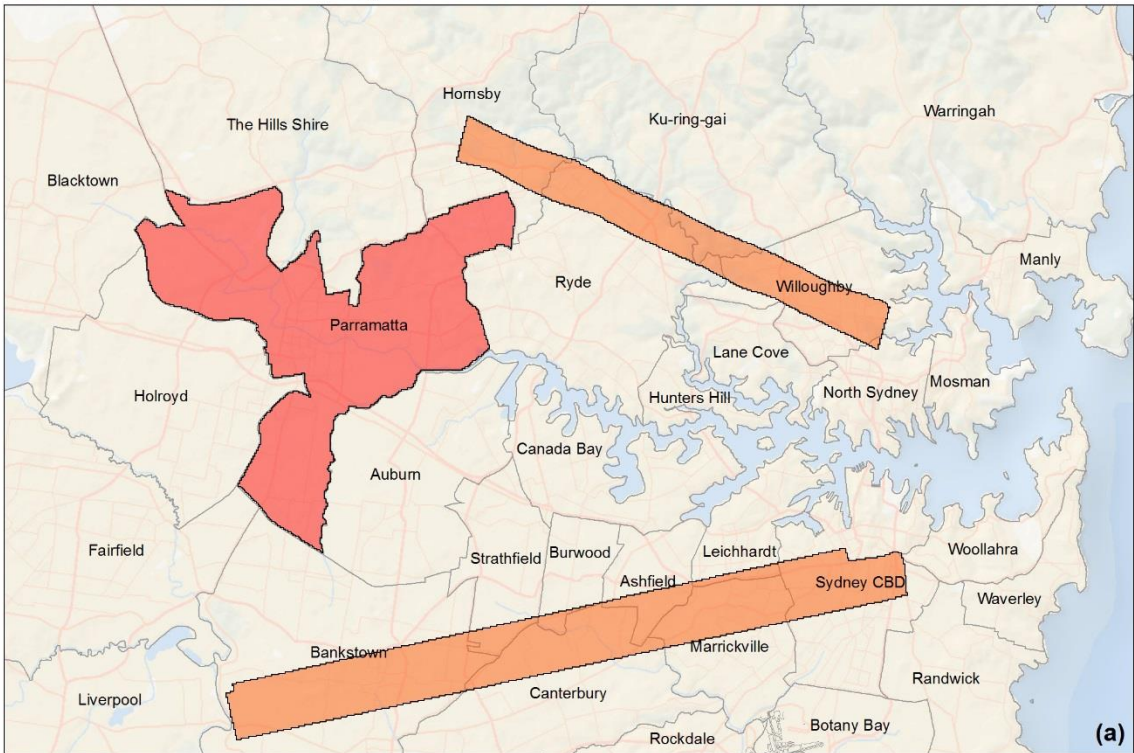 Hornsby
Warringah
Ku-ring-gai
The Hills Shire
Blacktown
Manly
Ryde
Willoughby
Parramatta
Lane Cove
Mosman
North Sydney
Holroyd
Hunters Hill
Canada Bay
Auburn
Fairfield
Strathfield
Burwood
Leichhardt
Woollahra
Ashfield
Sydney CBD
Waverley
Bankstown
Marrickville
Randwick
Liverpool
Canterbury
Botany Bay
Rockdale
(a)